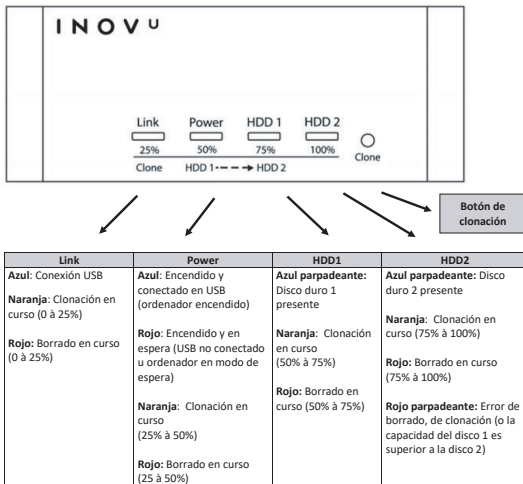 INOVU
Link Power HDD 1 HDD 2
25% 50% 75% 100%
Clone
Clone HDD 1 HDD 2
Botón de
clonación
Link
Azul: Conexión USB
Naranja: Clonación en
curso (0 à 25%)
Rojo: Borrado en curso
(0 à 25%)
Power
Azul: Encendido y
conectado en USB
(ordenador encendido)
Rojo: Encendido y en
espera (USB no conectado
u ordenador en modo de
espera)
Naranja: Clonación en
curso
(25% à 50%)
Rojo: Borrado en curso
(25 à 50%)
HDD1
Azul parpadeante:
Disco duro 1
presente
Naranja: Clonación
en curso
(50% à 75%)
Rojo: Borrado en
curso (50% à 75%)
HDD2
Azul parpadeante: Disco
duro 2 presente
Naranja: Clonación en
curso (75% à 100%)
Rojo: Borrado en curso
(75% à 100%)
Rojo parpadeante: Error de
borrado, de clonación (o la
capacidad del disco 1 es
superior a la disco 2)